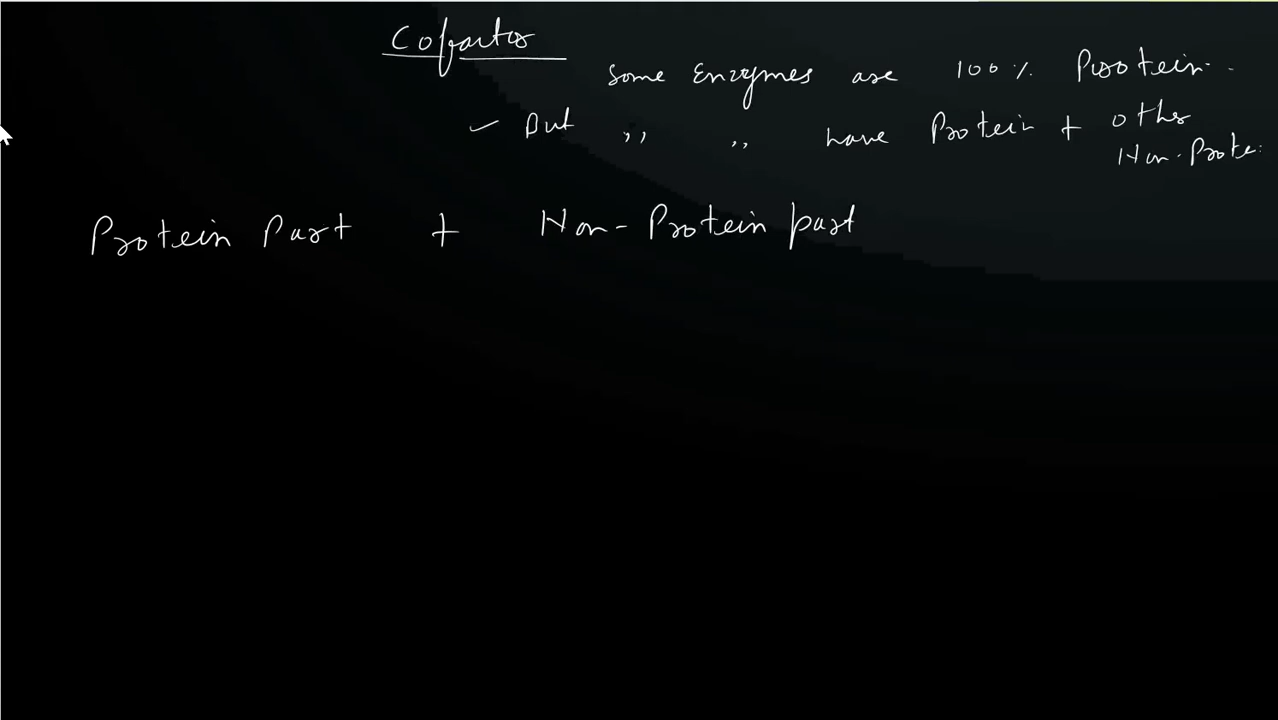 Cofactor
Some Enzymes are 100% Protein.
✓ But ,, ,, have Protein + other
Non-Prote
Protein Part + Non-Protein part